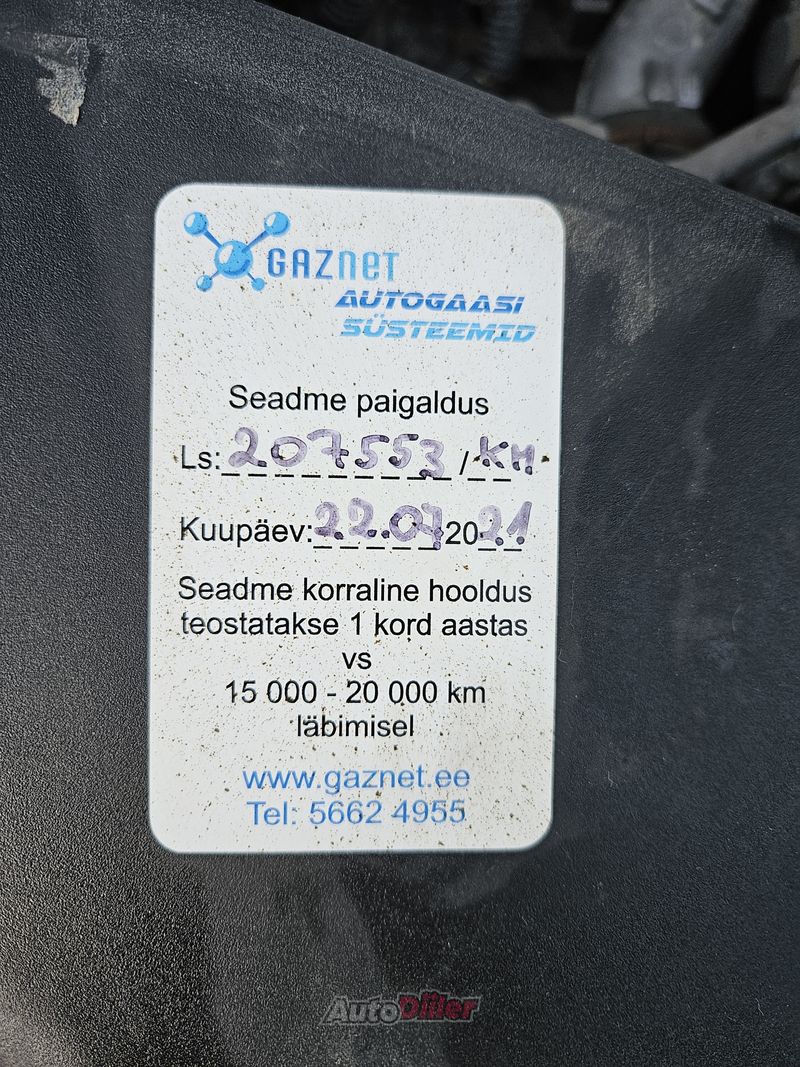 GAZNET
AUTOGAASI
SÜSTEEMID
Seadme paigaldus
Ls: 207553 / KM
Kuupäev: 22.07 2021
Seadme korraline hooldus
teostatakse 1 kord aastas
vs
15 000 - 20 000 km
läbimisel
www.gaznet.ee
Tel: 5662 4955
AutoDiiler